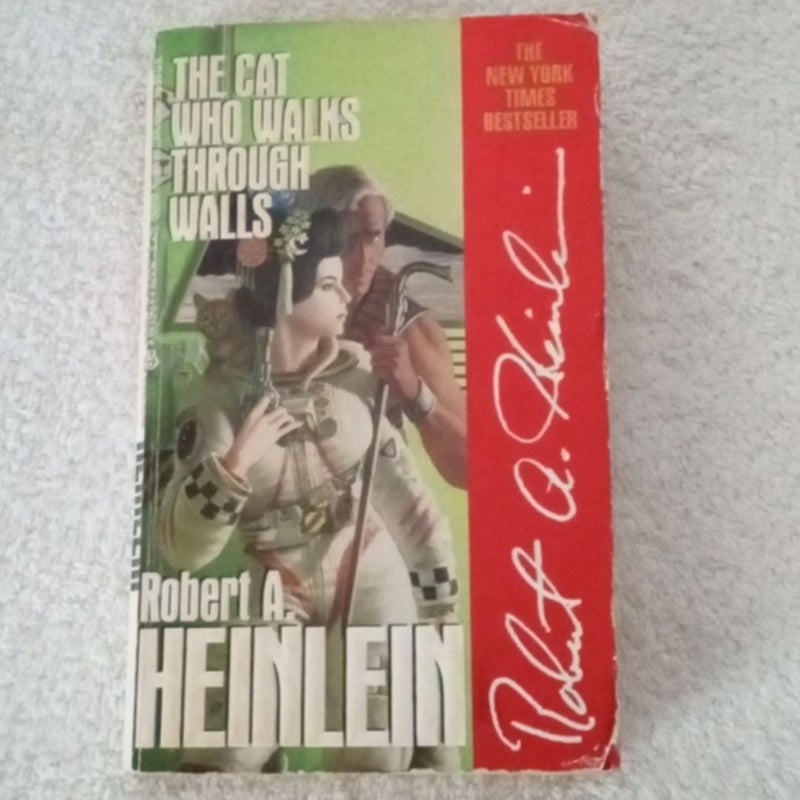 THE CAT
WHO WALKS
THROUGH
WALLS
THE
NEW YORK
TIMES
BESTSELLER
Robert A. Heinlein
Robert A.
HEINLEIN